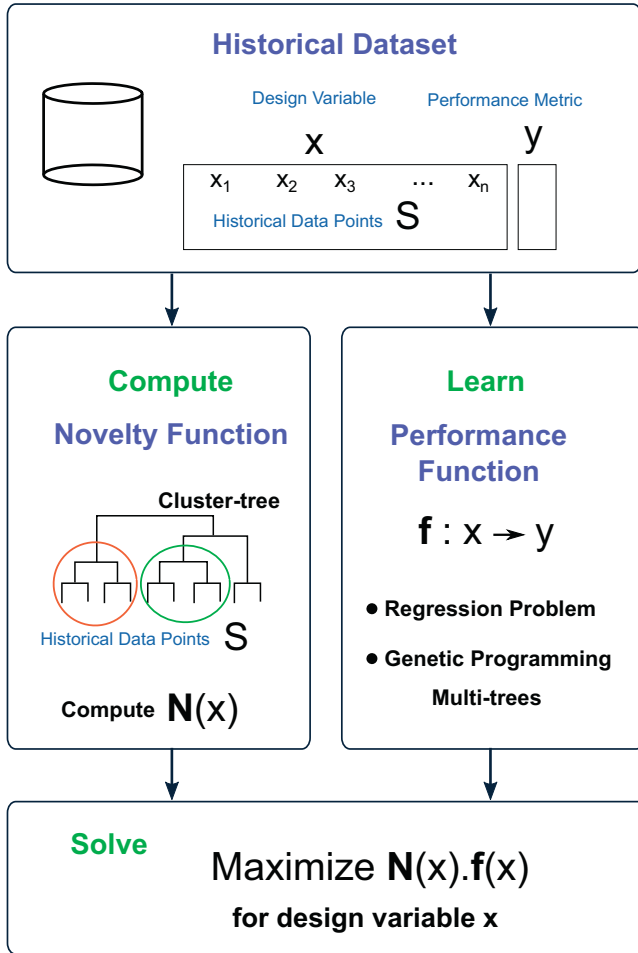 Historical Dataset
Design Variable Performance Metric
x y
x1 x2 x3 ... xn
Historical Data Points S
Compute
Novelty Function
Cluster-tree
Historical Data Points S
Compute N(x)
Learn
Performance
Function
f : x → y
● Regression Problem
● Genetic Programming
Multi-trees
Solve
Maximize N(x).f(x)
for design variable x